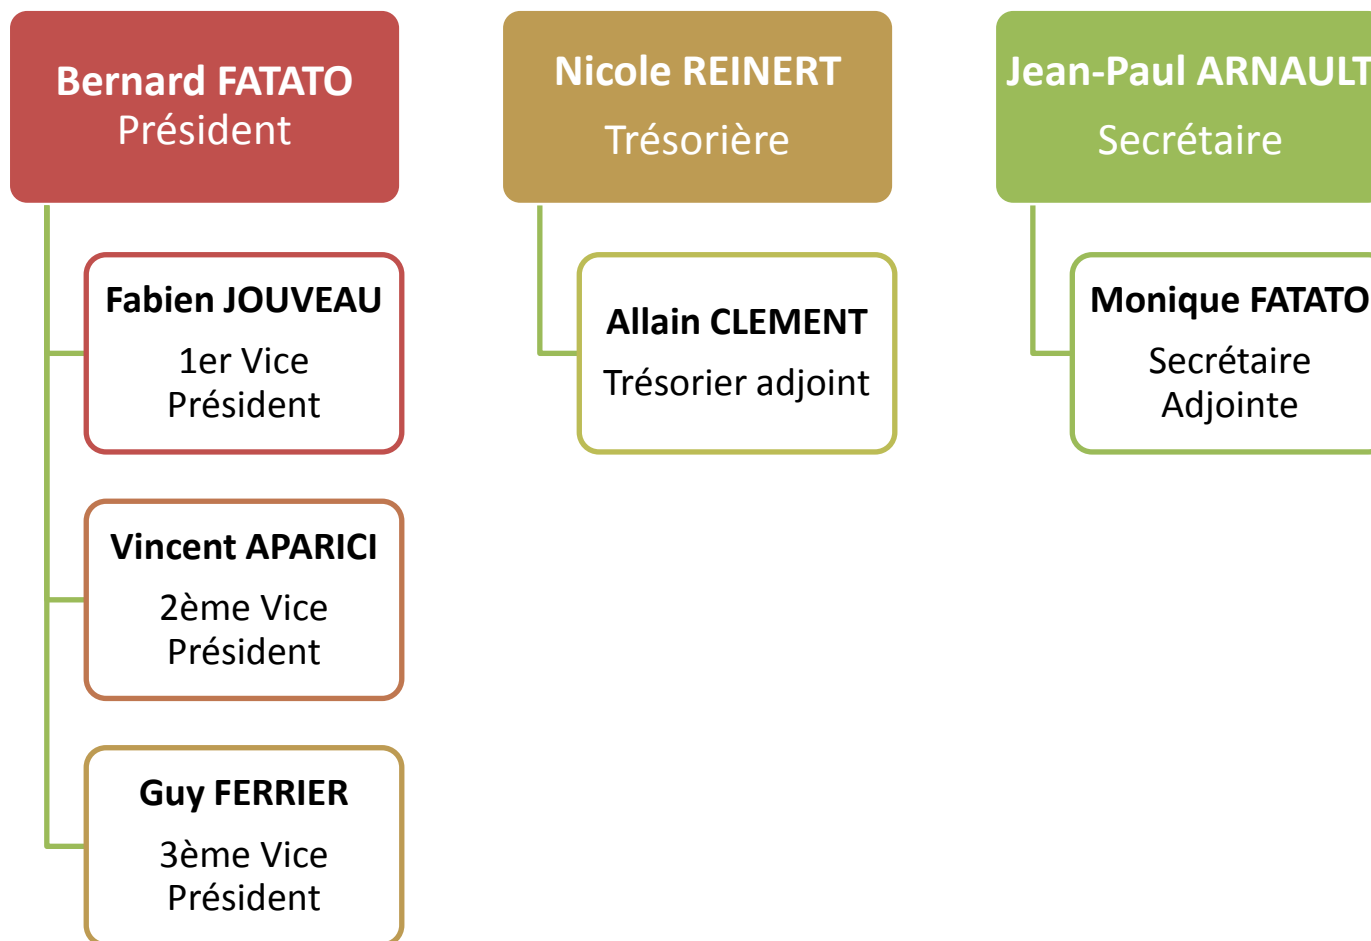 Bernard FATATO
Président
Fabien JOUVEAU
1er Vice
Président
Vincent APARICI
2ème Vice
Président
Guy FERRIER
3ème Vice
Président
Nicole REINERT
Trésorière
Allain CLEMENT
Trésorier adjoint
Jean-Paul ARNAULT
Secrétaire
Monique FATATO
Secrétaire
Adjointe